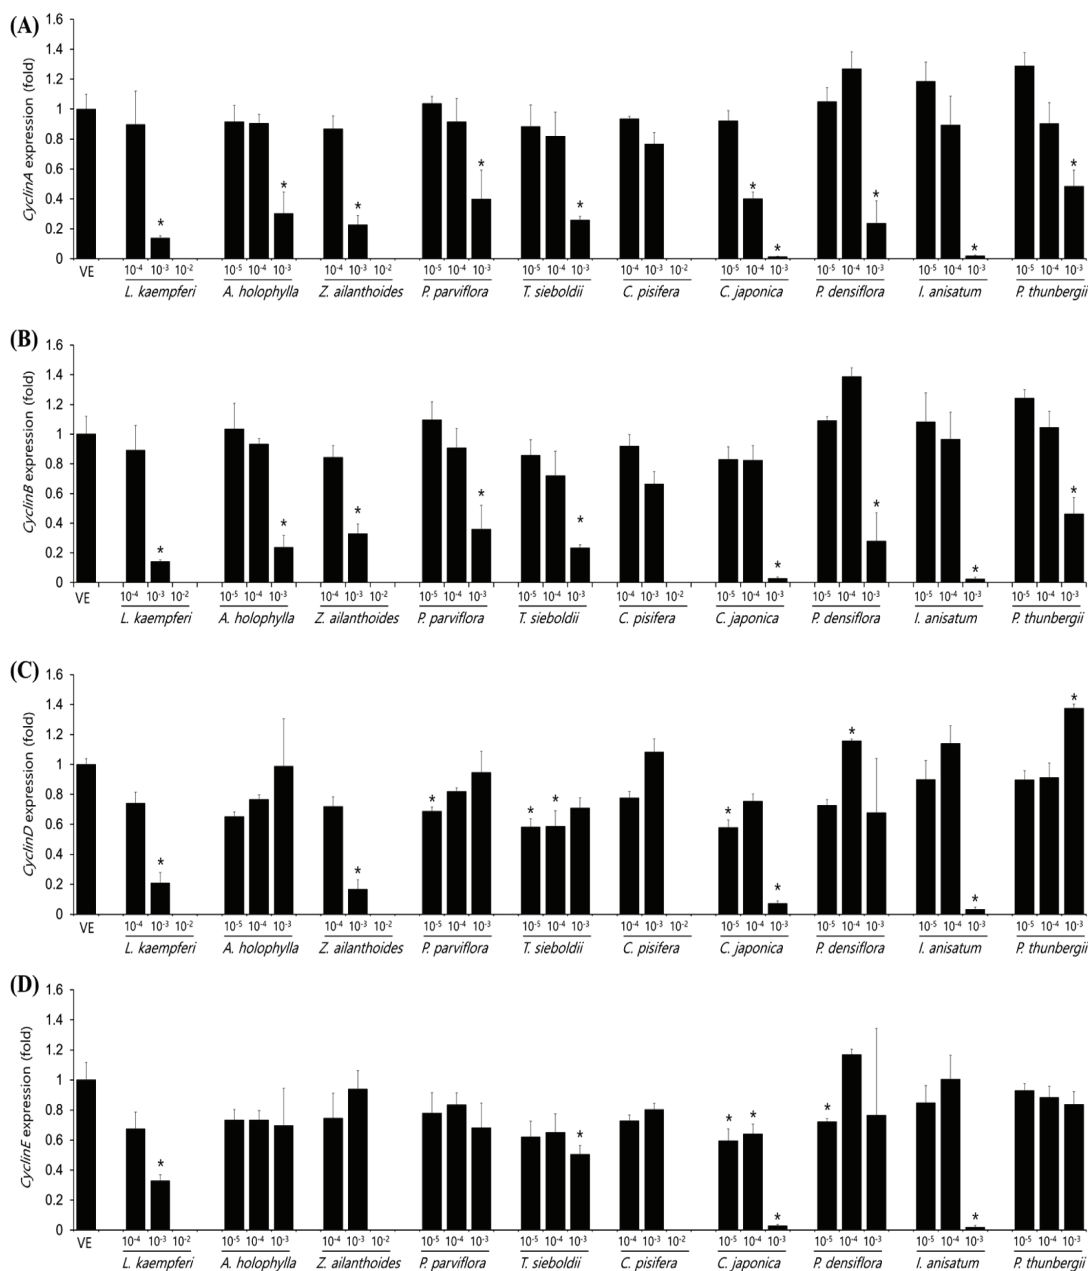 (A)
CyclinA expression (fold)
1.6
1.4
1.2
1
0.8
0.6
0.4
0.2
0
* * * * * * * * * * *
VE 10⁻⁴ 10⁻³ 10⁻² 10⁻⁵ 10⁻⁴ 10⁻³ 10⁻⁴ 10⁻³ 10⁻² 10⁻⁵ 10⁻⁴ 10⁻³ 10⁻⁵ 10⁻⁴ 10⁻³ 10⁻⁴ 10⁻³ 10⁻² 10⁻⁵ 10⁻⁴ 10⁻³ 10⁻⁵ 10⁻⁴ 10⁻³ 10⁻⁵ 10⁻⁴ 10⁻³ 10⁻⁵ 10⁻⁴ 10⁻³
L. kaempferi A. holophylla Z. ailanthoides P. parviflora T. sieboldii C. pisifera C. japonica P. densiflora I. anisatum P. thunbergii
(B)
CyclinB expression (fold)
1.6
1.4
1.2
1
0.8
0.6
0.4
0.2
0
* * * * * * * * *
VE 10⁻⁴ 10⁻³ 10⁻² 10⁻⁵ 10⁻⁴ 10⁻³ 10⁻⁴ 10⁻³ 10⁻² 10⁻⁵ 10⁻⁴ 10⁻³ 10⁻⁵ 10⁻⁴ 10⁻³ 10⁻⁴ 10⁻³ 10⁻² 10⁻⁵ 10⁻⁴ 10⁻³ 10⁻⁵ 10⁻⁴ 10⁻³ 10⁻⁵ 10⁻⁴ 10⁻³ 10⁻⁵ 10⁻⁴ 10⁻³
L. kaempferi A. holophylla Z. ailanthoides P. parviflora T. sieboldii C. pisifera C. japonica P. densiflora I. anisatum P. thunbergii
(C)
CyclinD expression (fold)
1.6
1.4
1.2
1
0.8
0.6
0.4
0.2
0
* * * * * * * * * *
VE 10⁻⁴ 10⁻³ 10⁻² 10⁻⁵ 10⁻⁴ 10⁻³ 10⁻⁴ 10⁻³ 10⁻² 10⁻⁵ 10⁻⁴ 10⁻³ 10⁻⁵ 10⁻⁴ 10⁻³ 10⁻⁴ 10⁻³ 10⁻² 10⁻⁵ 10⁻⁴ 10⁻³ 10⁻⁵ 10⁻⁴ 10⁻³ 10⁻⁵ 10⁻⁴ 10⁻³ 10⁻⁵ 10⁻⁴ 10⁻³
L. kaempferi A. holophylla Z. ailanthoides P. parviflora T. sieboldii C. pisifera C. japonica P. densiflora I. anisatum P. thunbergii
(D)
CyclinE expression (fold)
1.6
1.4
1.2
1
0.8
0.6
0.4
0.2
0
* * * * * * *
VE 10⁻⁴ 10⁻³ 10⁻² 10⁻⁵ 10⁻⁴ 10⁻³ 10⁻⁴ 10⁻³ 10⁻² 10⁻⁵ 10⁻⁴ 10⁻³ 10⁻⁵ 10⁻⁴ 10⁻³ 10⁻⁴ 10⁻³ 10⁻² 10⁻⁵ 10⁻⁴ 10⁻³ 10⁻⁵ 10⁻⁴ 10⁻³ 10⁻⁵ 10⁻⁴ 10⁻³ 10⁻⁵ 10⁻⁴ 10⁻³
L. kaempferi A. holophylla Z. ailanthoides P. parviflora T. sieboldii C. pisifera C. japonica P. densiflora I. anisatum P. thunbergii